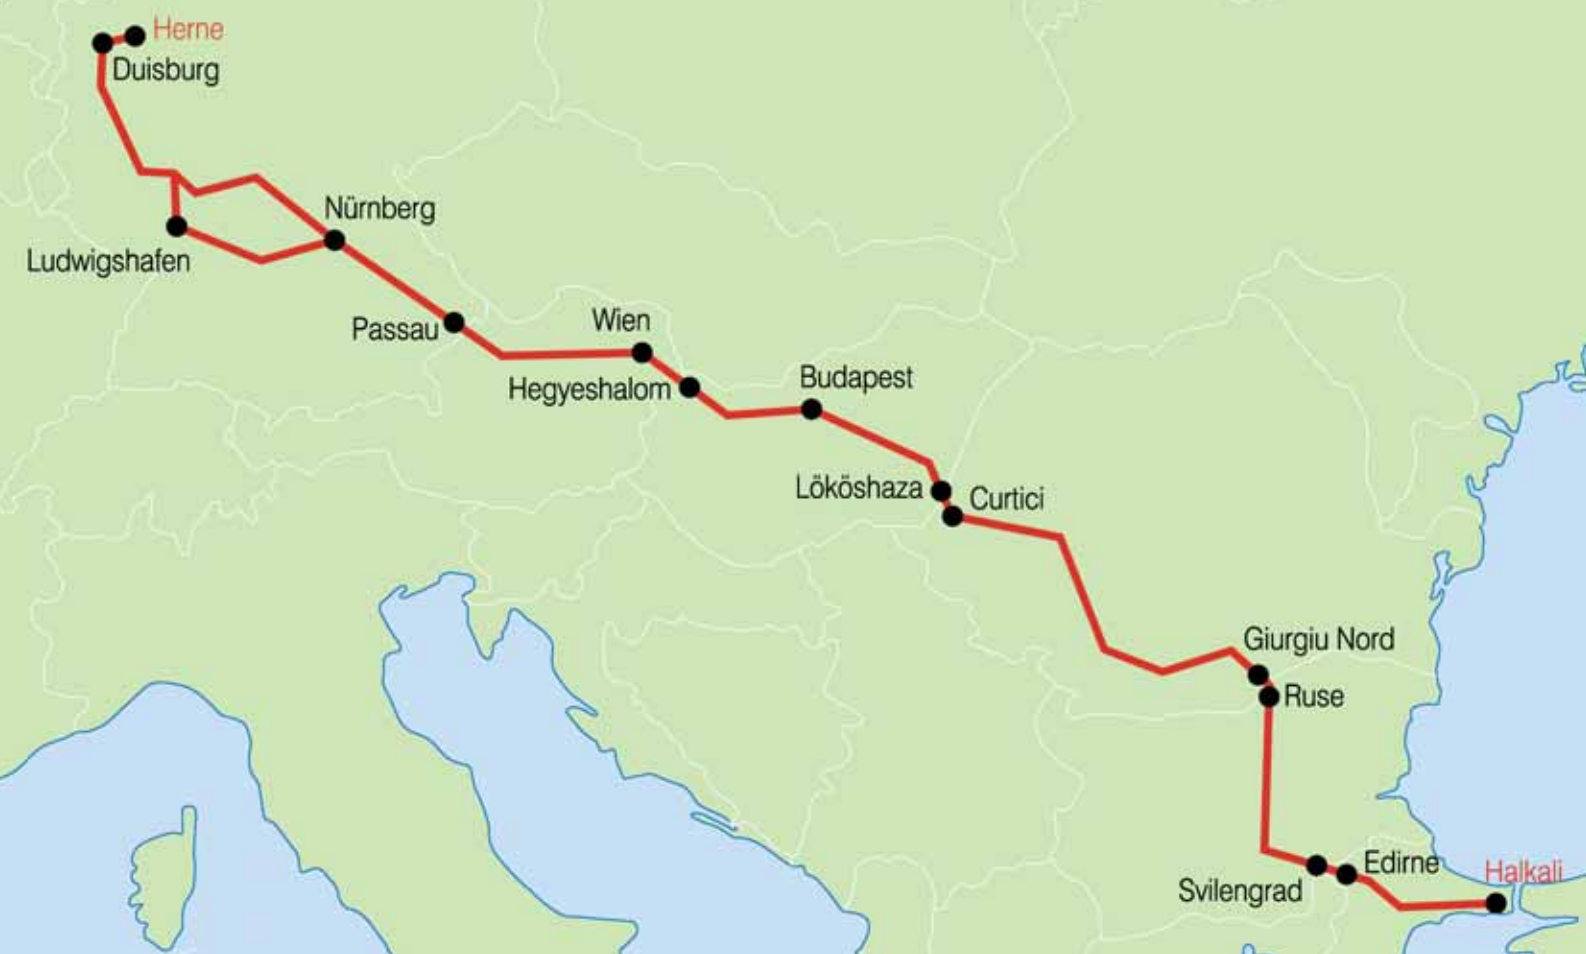 Herne
Duisburg
Nürnberg
Ludwigshafen
Passau
Wien
Hegyeshalom
Budapest
Lököshaza
Curtici
Giurgiu Nord
Ruse
Edirne
Halkali
Svilengrad